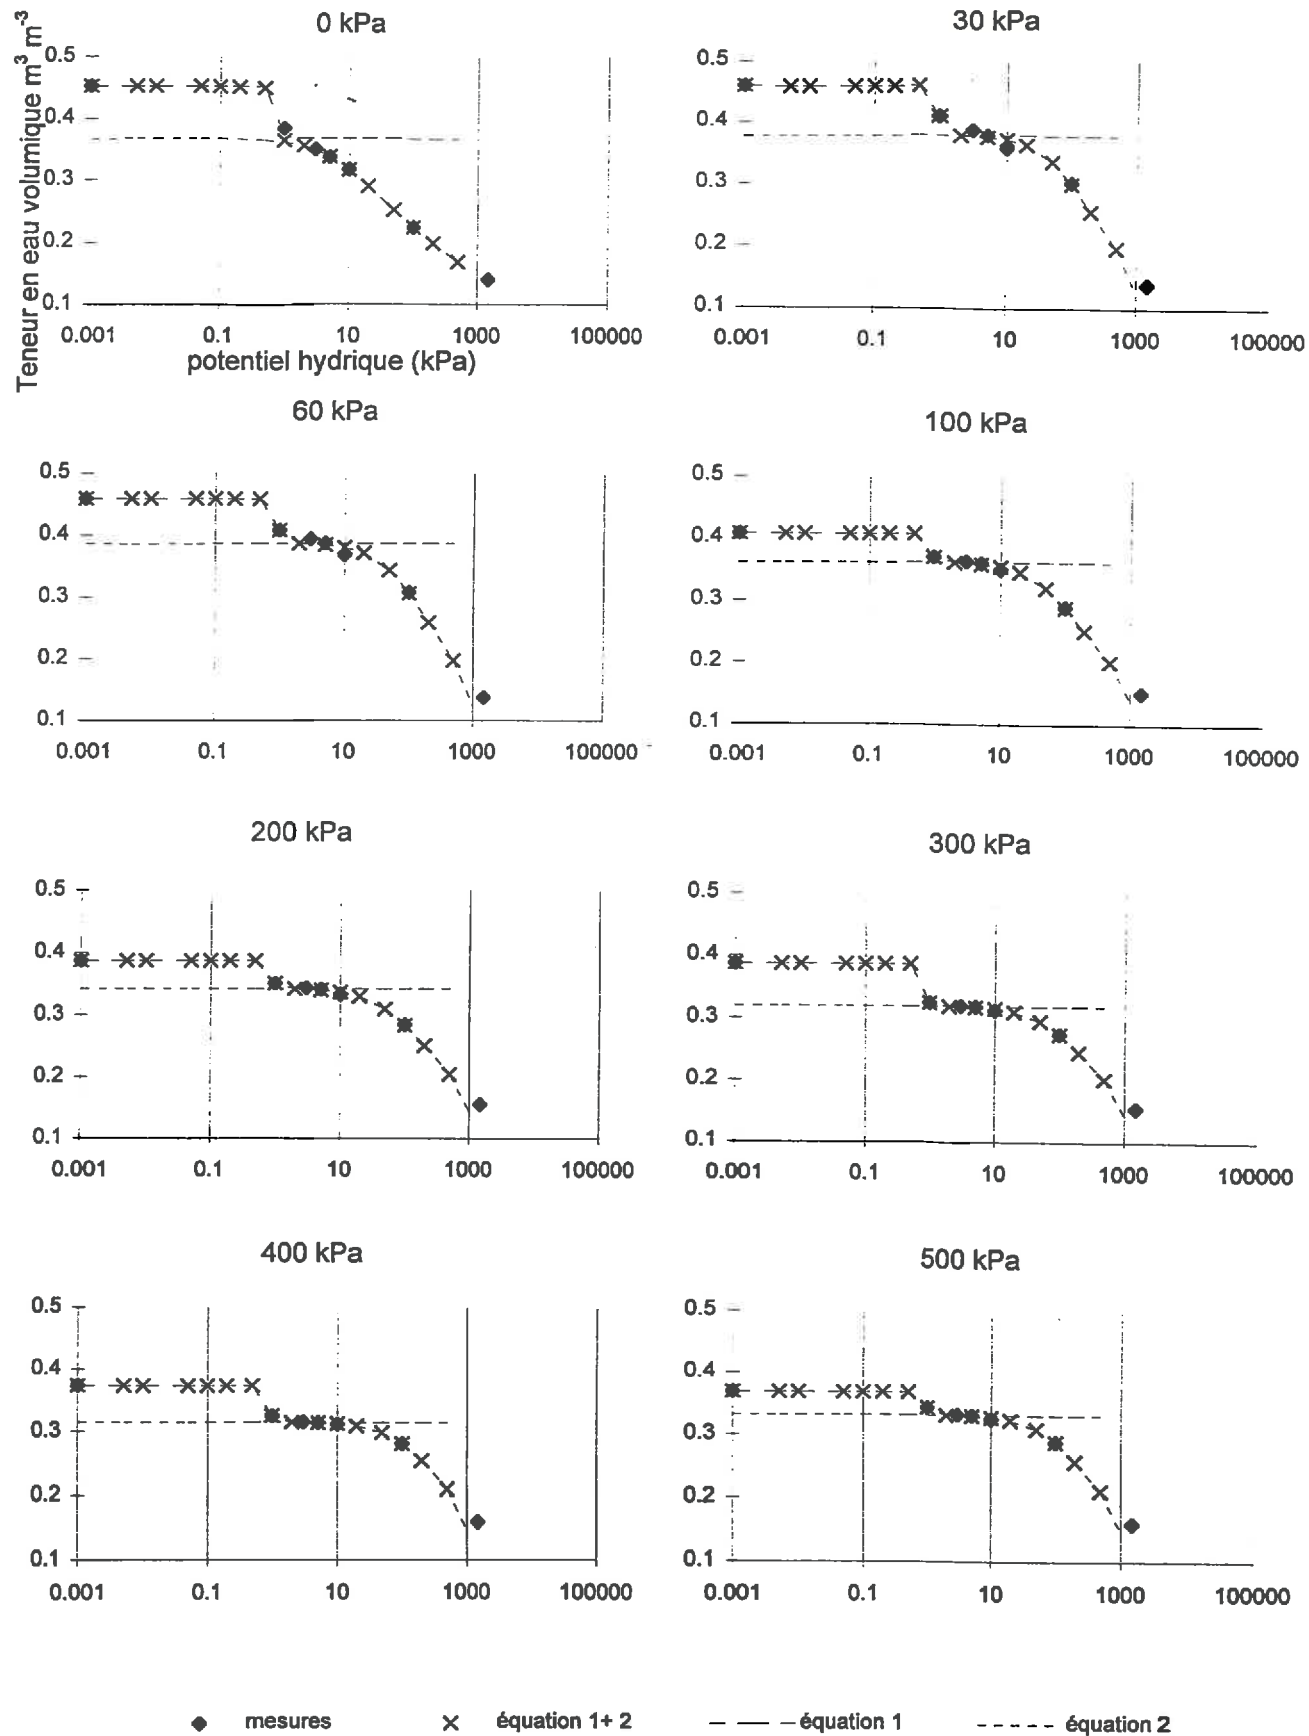 0 kPa
Teneur en eau volumique m³ m⁻³
0.5
0.4
0.3
0.2
0.1
0.001 0.1 10 1000 100000
potentiel hydrique (kPa)
30 kPa
0.5
0.4
0.3
0.2
0.1
0.001 0.1 10 1000 100000
60 kPa
0.5
0.4
0.3
0.2
0.1
0.001 0.1 10 1000 100000
100 kPa
0.5
0.4
0.3
0.2
0.1
0.001 0.1 10 1000 100000
200 kPa
0.5
0.4
0.3
0.2
0.1
0.001 0.1 10 1000 100000
300 kPa
0.5
0.4
0.3
0.2
0.1
0.001 0.1 10 1000 100000
400 kPa
0.5
0.4
0.3
0.2
0.1
0.001 0.1 10 1000 100000
500 kPa
0.5
0.4
0.3
0.2
0.1
0.001 0.1 10 1000 100000
mesures équation 1+ 2 équation 1 équation 2